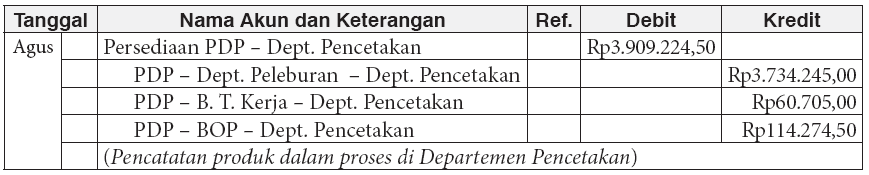 Tanggal Nama Akun dan Keterangan Ref. Debit Kredit
Agus Persediaan PDP – Dept. Pencetakan Rp3.909.224,50
PDP – Dept. Peleburan – Dept. Pencetakan Rp3.734.245,00
PDP – B. T. Kerja – Dept. Pencetakan Rp60.705,00
PDP – BOP – Dept. Pencetakan Rp114.274,50
(Pencatatan produk dalam proses di Departemen Pencetakan)